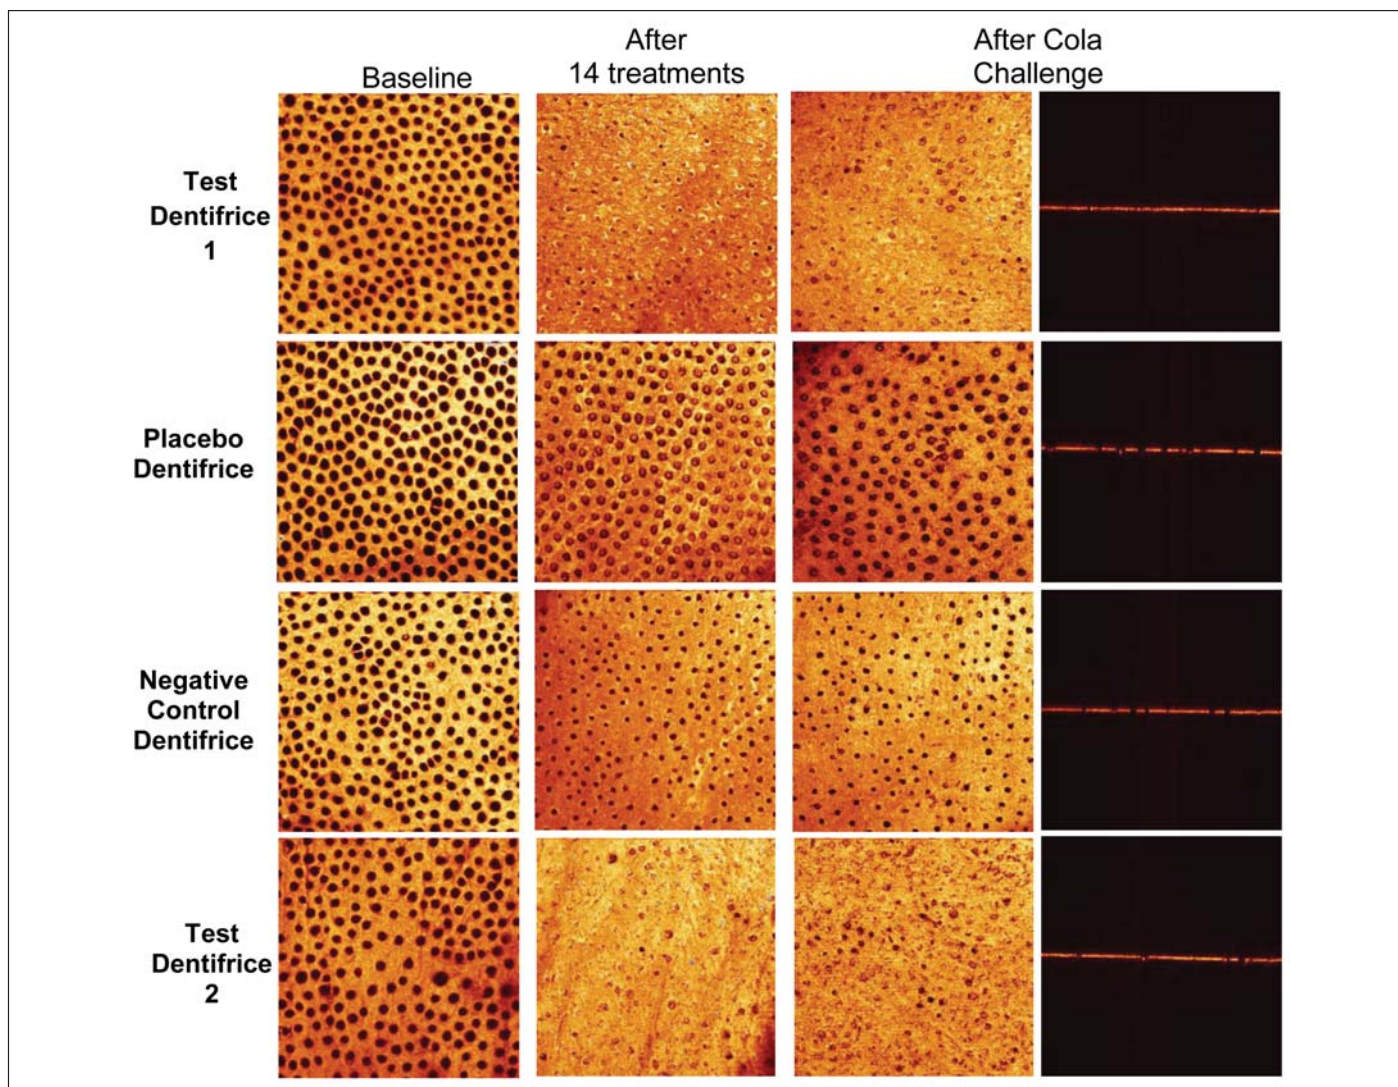 Baseline
After
14 treatments
After Cola
Challenge
Test
Dentifrice
1
Placebo
Dentifrice
Negative
Control
Dentifrice
Test
Dentifrice
2